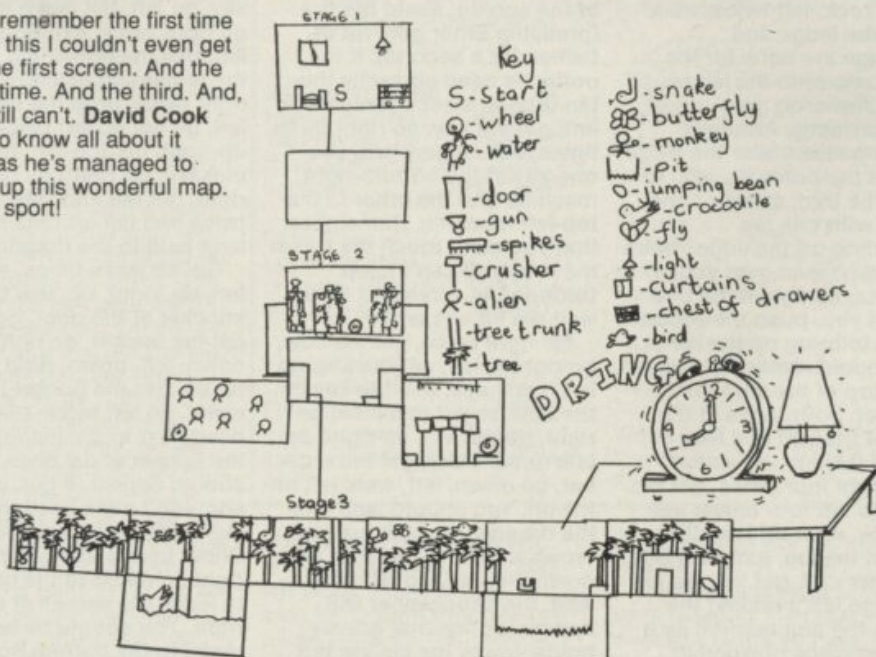 remember the first time
this I couldn't even get
e first screen. And the
time. And the third. And,
till can't. David Cook
o know all about it
as he's managed to
up this wonderful map.
sport!
STAGE 1
S
Key
S-Start
-wheel
-water
-door
-gun
-spikes
-crusher
-alien
-tree trunk
-tree
-snake
-butterfly
-monkey
-Pit
-jumping bean
-crocodile
-fly
-light
-curtains
-chest of drawers
-bird
STAGE 2
DRING
12
9 3
6
Stage3